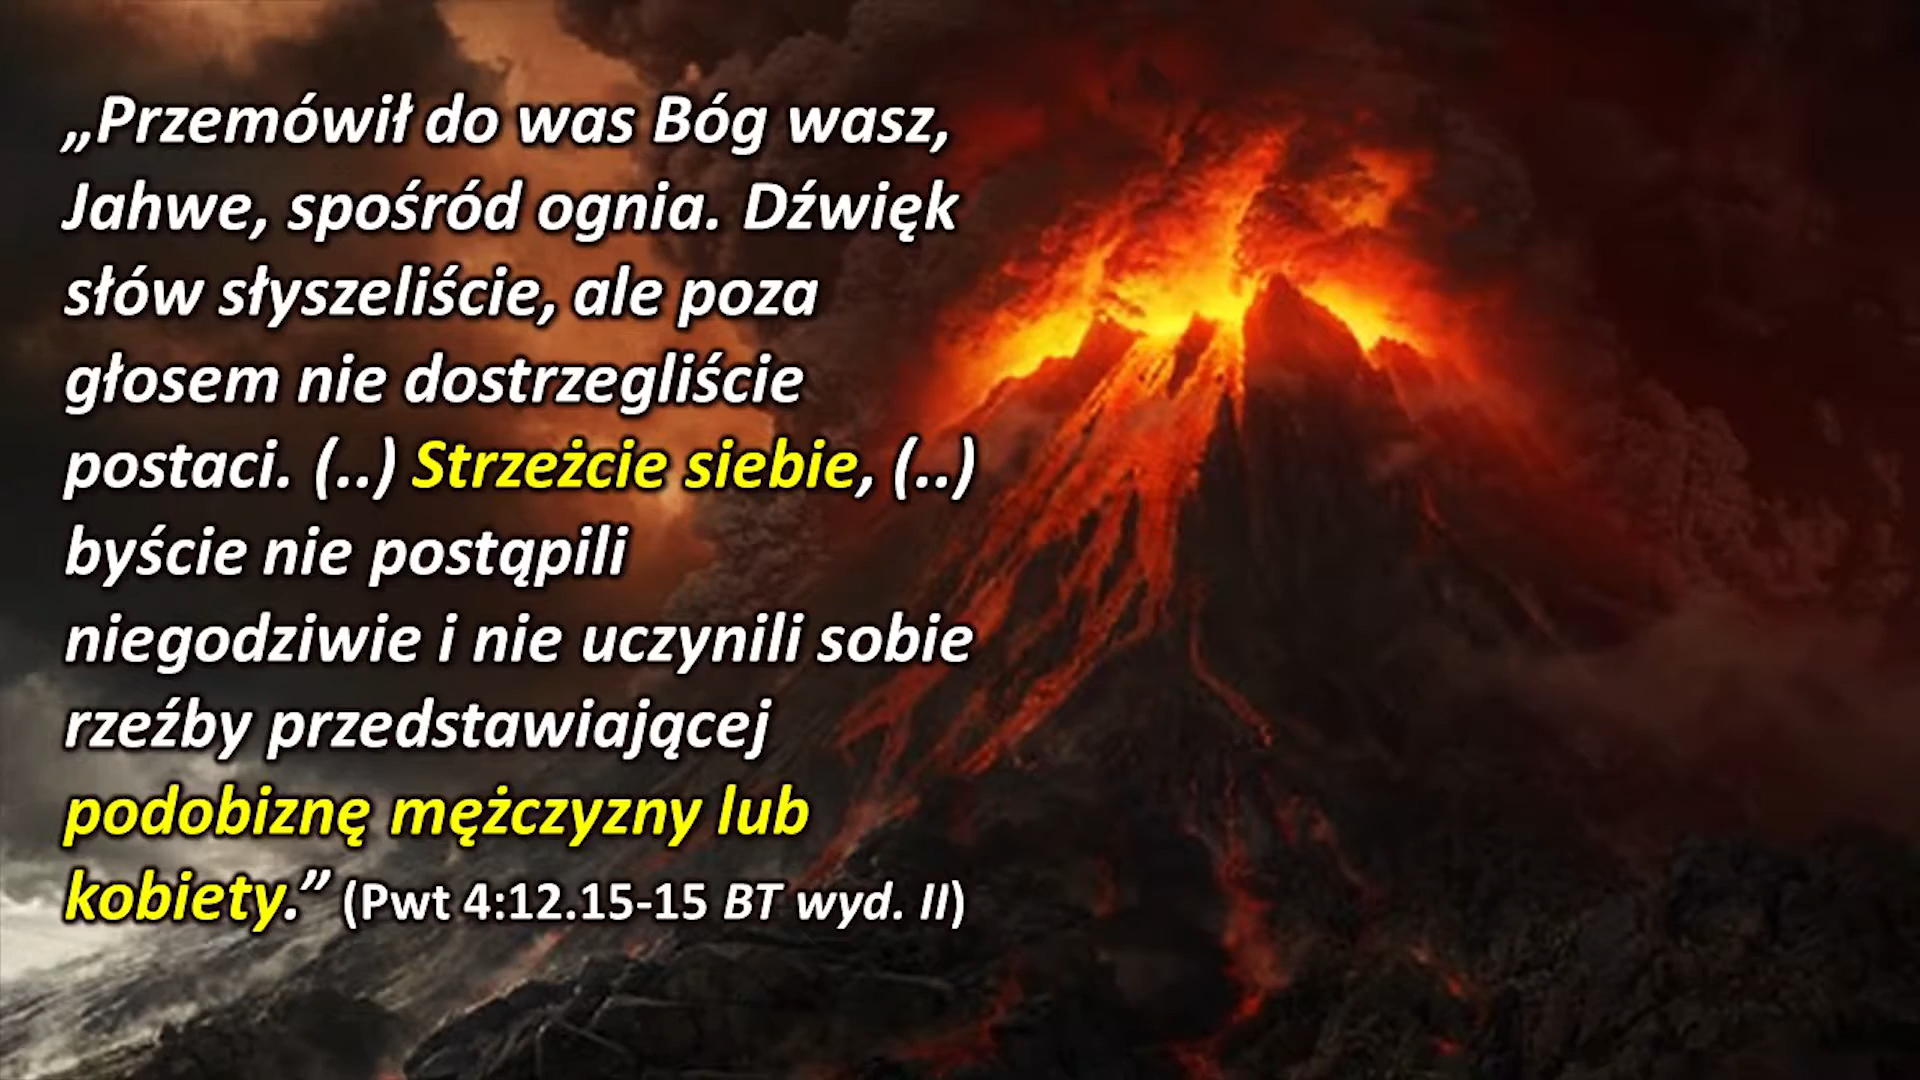 „Przemówił do was Bóg wasz,
Jahwe, spośród ognia. Dźwięk
słów słyszeliście, ale poza
głosem nie dostrzegliście
postaci. (..) Strzeżcie siebie, (..)
byście nie postąpili
niegodziwie i nie uczynili sobie
rzeźby przedstawiającej
podobiznę mężczyzny lub
kobiety.” (Pwt 4:12.15-15 BT wyd. II)